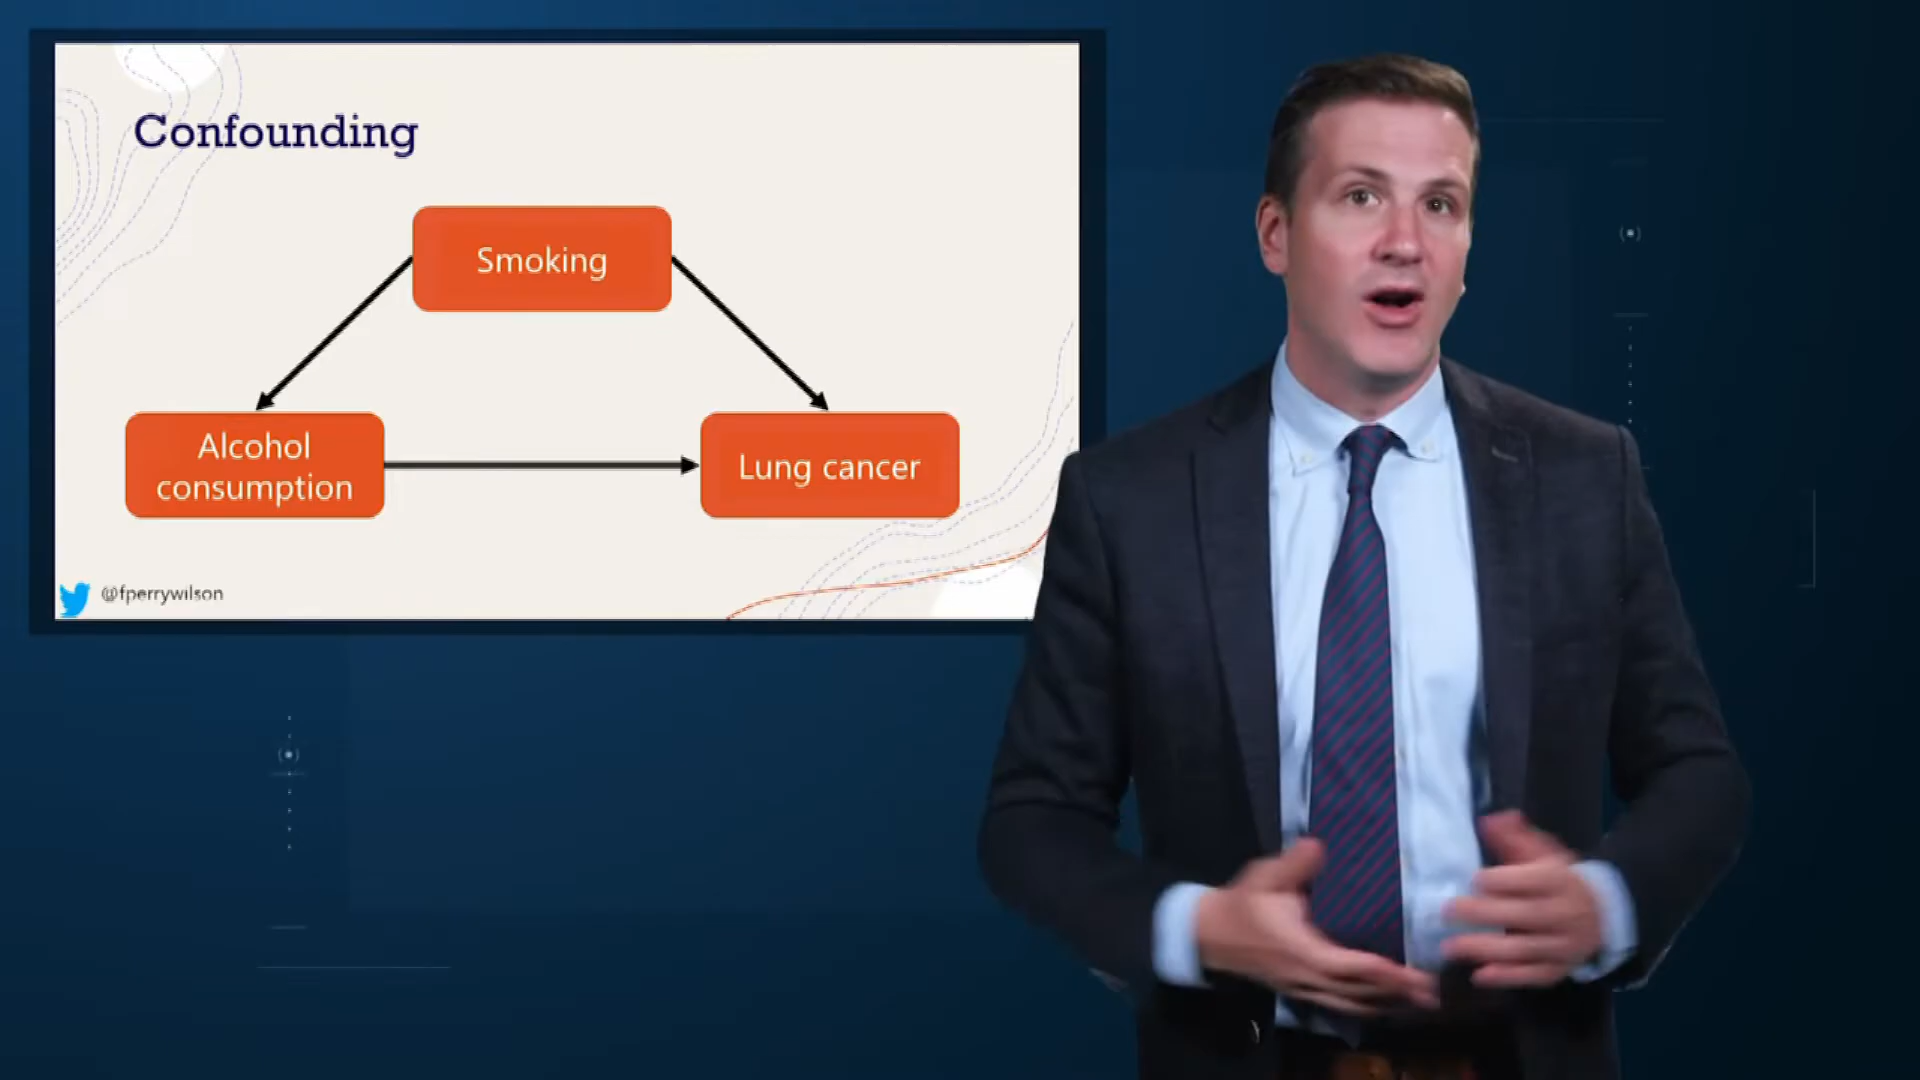 Confounding
Smoking
Alcohol
consumption
Lung cancer
@fperrywilson